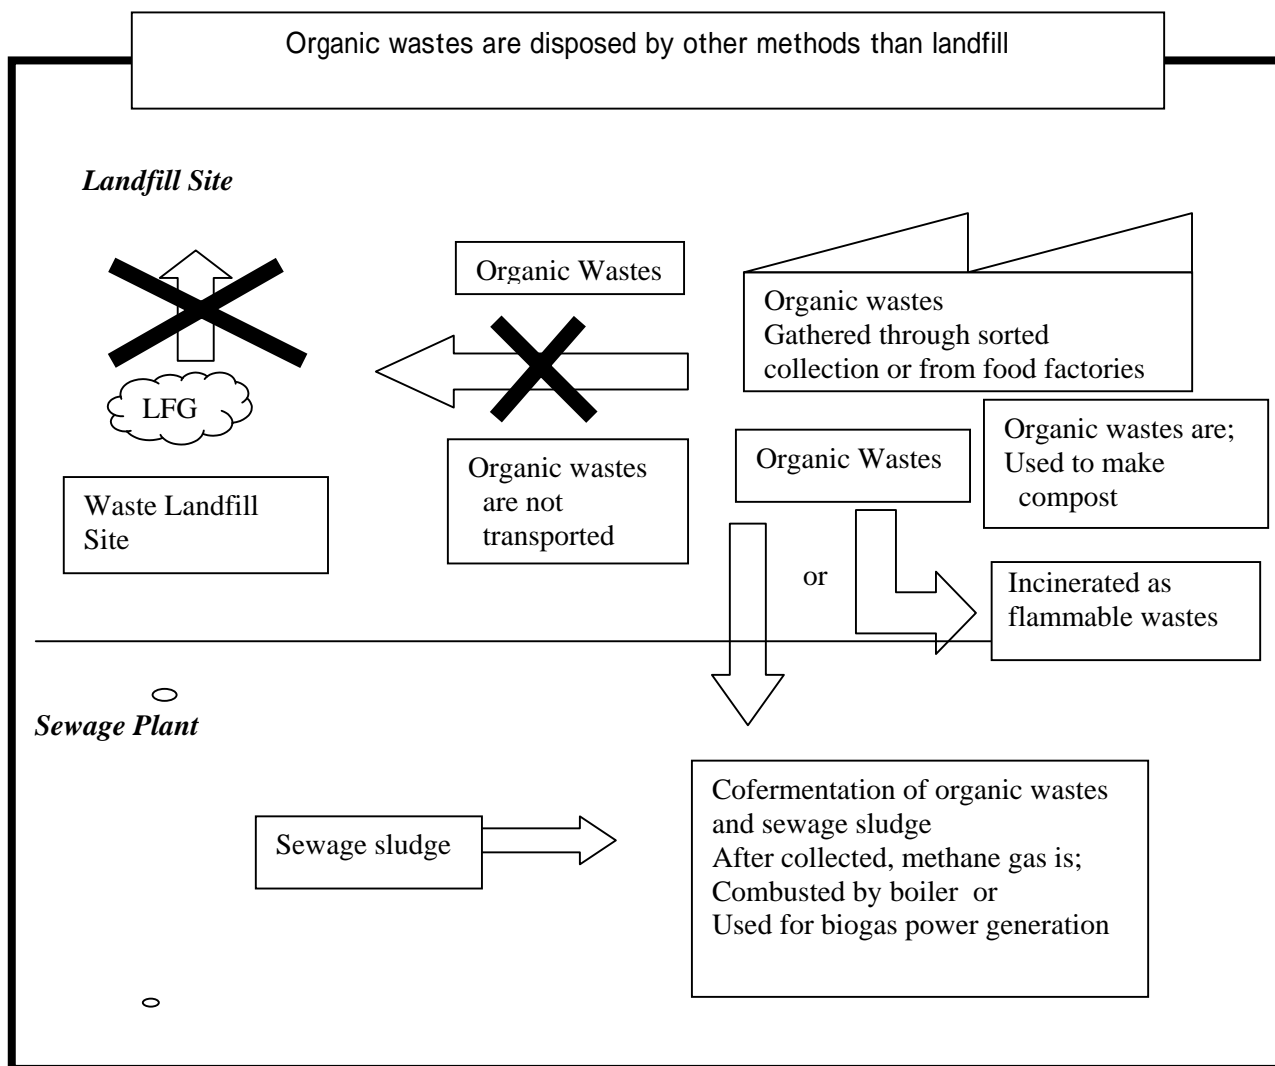 Organic wastes are disposed by other methods than landfill
Landfill Site
Organic Wastes
Organic wastes
Gathered through sorted
collection or from food factories
LFG
Waste Landfill
Site
Organic wastes
are not
transported
Organic Wastes
Organic wastes are;
Used to make
compost
or
Incinerated as
flammable wastes
Sewage Plant
Sewage sludge
Cofermentation of organic wastes
and sewage sludge
After collected, methane gas is;
Combusted by boiler or
Used for biogas power generation